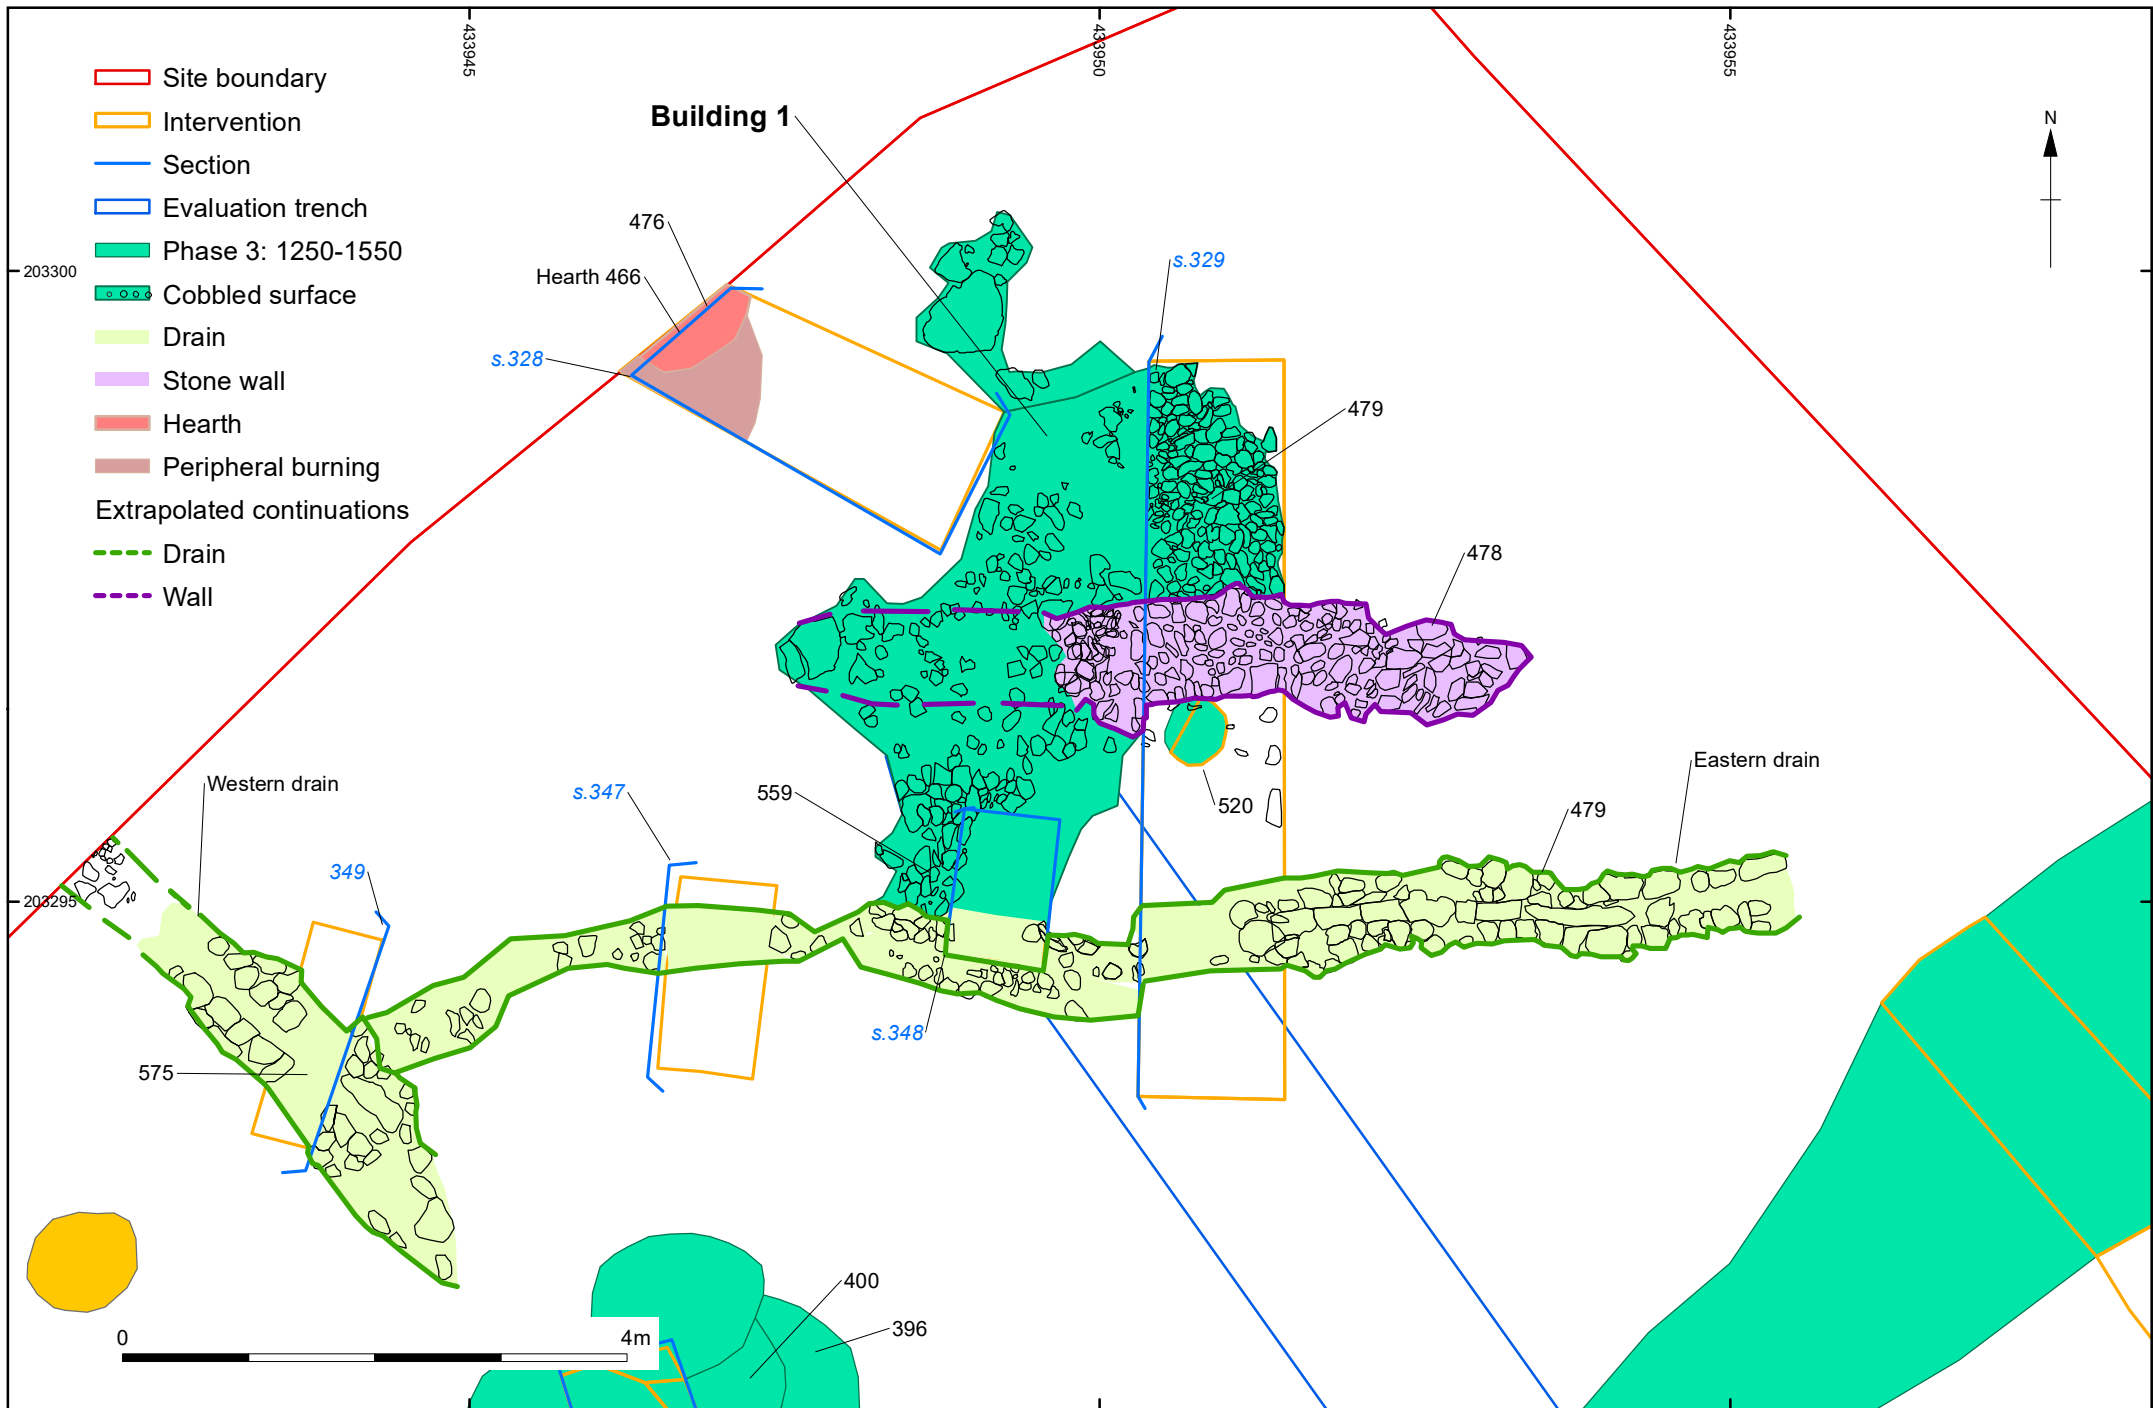 433945
433950
433955
Site boundary
Intervention
Section
Evaluation trench
Phase 3: 1250-1550
Cobbled surface
Drain
Stone wall
Hearth
Peripheral burning
Extrapolated continuations
Drain
Wall
Building 1
N
476
Hearth 466
s.328
s.329
203300
479
478
Western drain
s.347
559
520
Eastern drain
479
349
203295
s.348
575
400
396
0 4m